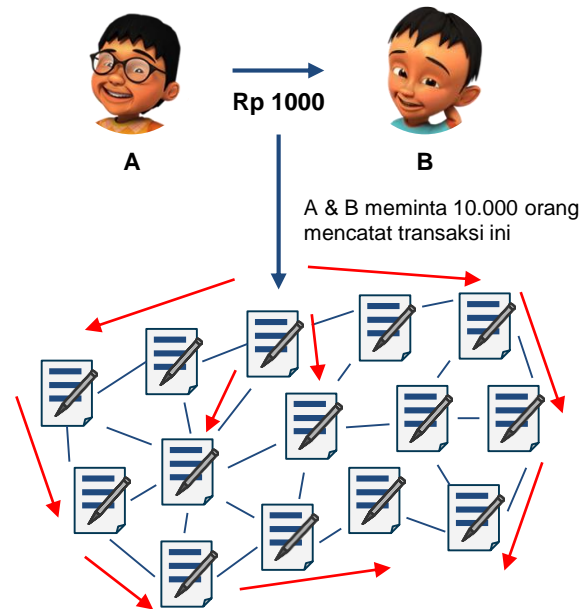 Rp 1000
A
B
A & B meminta 10.000 orang
mencatat transaksi ini